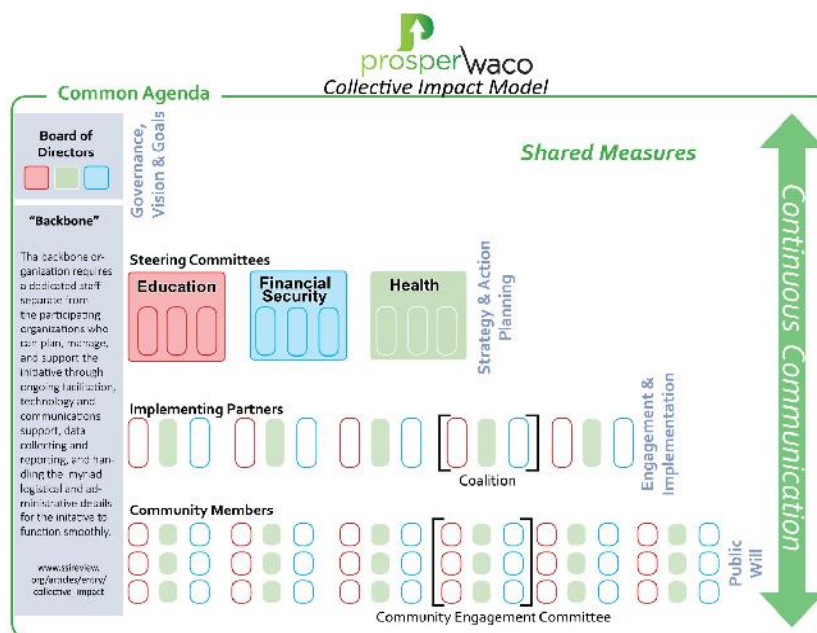 prosper\waco
Collective Impact Model
Common Agenda
Board of
Directors
Governance,
Vision & Goals
Shared Measures
Continuous Communication
"Backbone"
Tha backbone or-
ganization requires
a dedicated staff
separate from
the participating
organizations who
can plan, manage,
and support the
initiative through
ongoing facilitation,
technology and
communications
support, data
collecting and
reporting, and han-
dling the myriad
logistical and ad-
ministrative details
for the initative to
function smoothly.
www.ssireview.
org/articles/entry/
collective_impact
Steering Committees
Education
Financial
Security
Health
Strategy & Action
Planning
Implementing Partners
Coalition
Engagement &
Implementation
Community Members
Community Engagement Committee
Public
Will